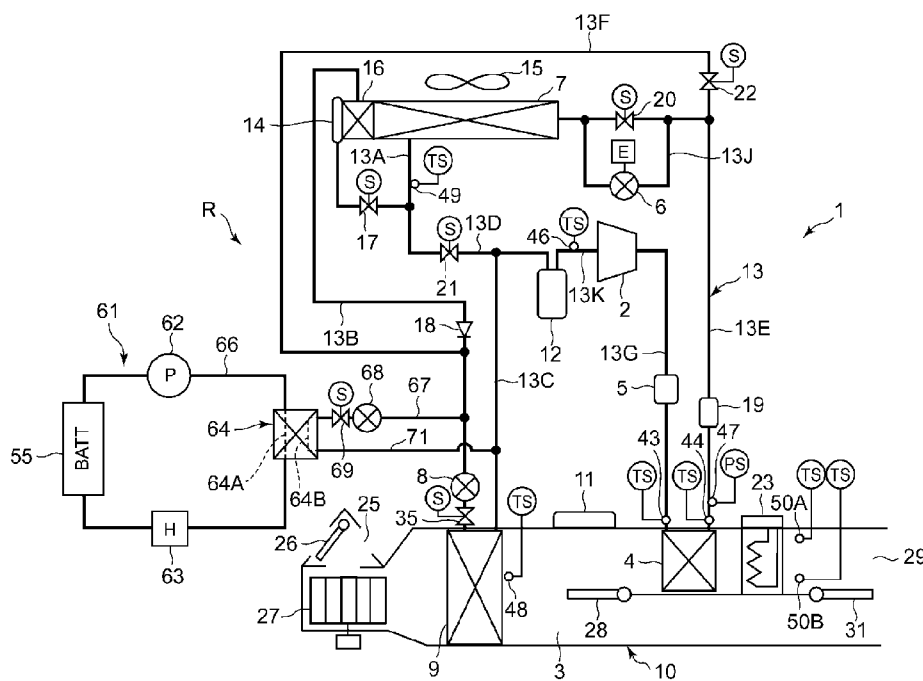 13F
S
16
15
7
S
20
22
14
13A
TS
E
13J
S
49
6
R
17
S
13D
TS
46
1
21
13K
2
13
61
62
66
13B
18
12
13E
P
13C
13G
S
68
67
5
19
64
71
43
44
47
55
BATT
69
8
TS
TS
TS
PS
TS
TS
64A
64B
S
11
23
50A
35
25
26
H
4
29
63
27
48
28
50B
31
9
3
10